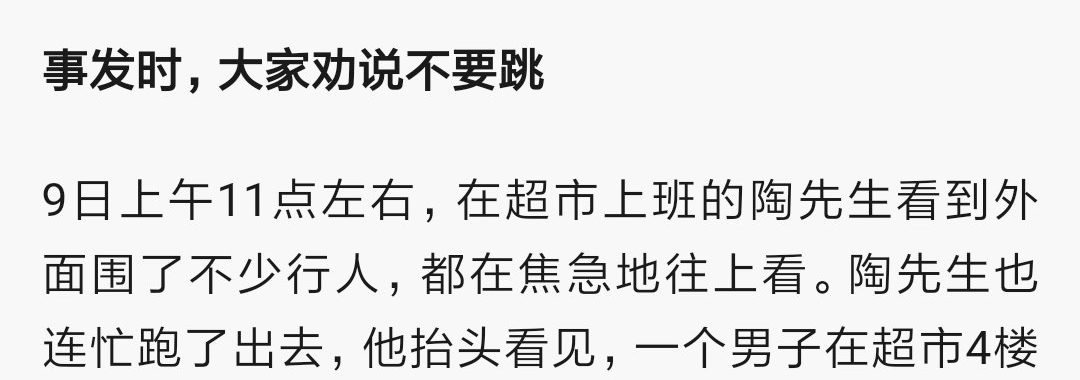 事发时，大家劝说不要跳
9日上午11点左右，在超市上班的陶先生看到外
面围了不少行人，都在焦急地往上看。陶先生也
连忙跑了出去，他抬头看见，一个男子在超市4楼